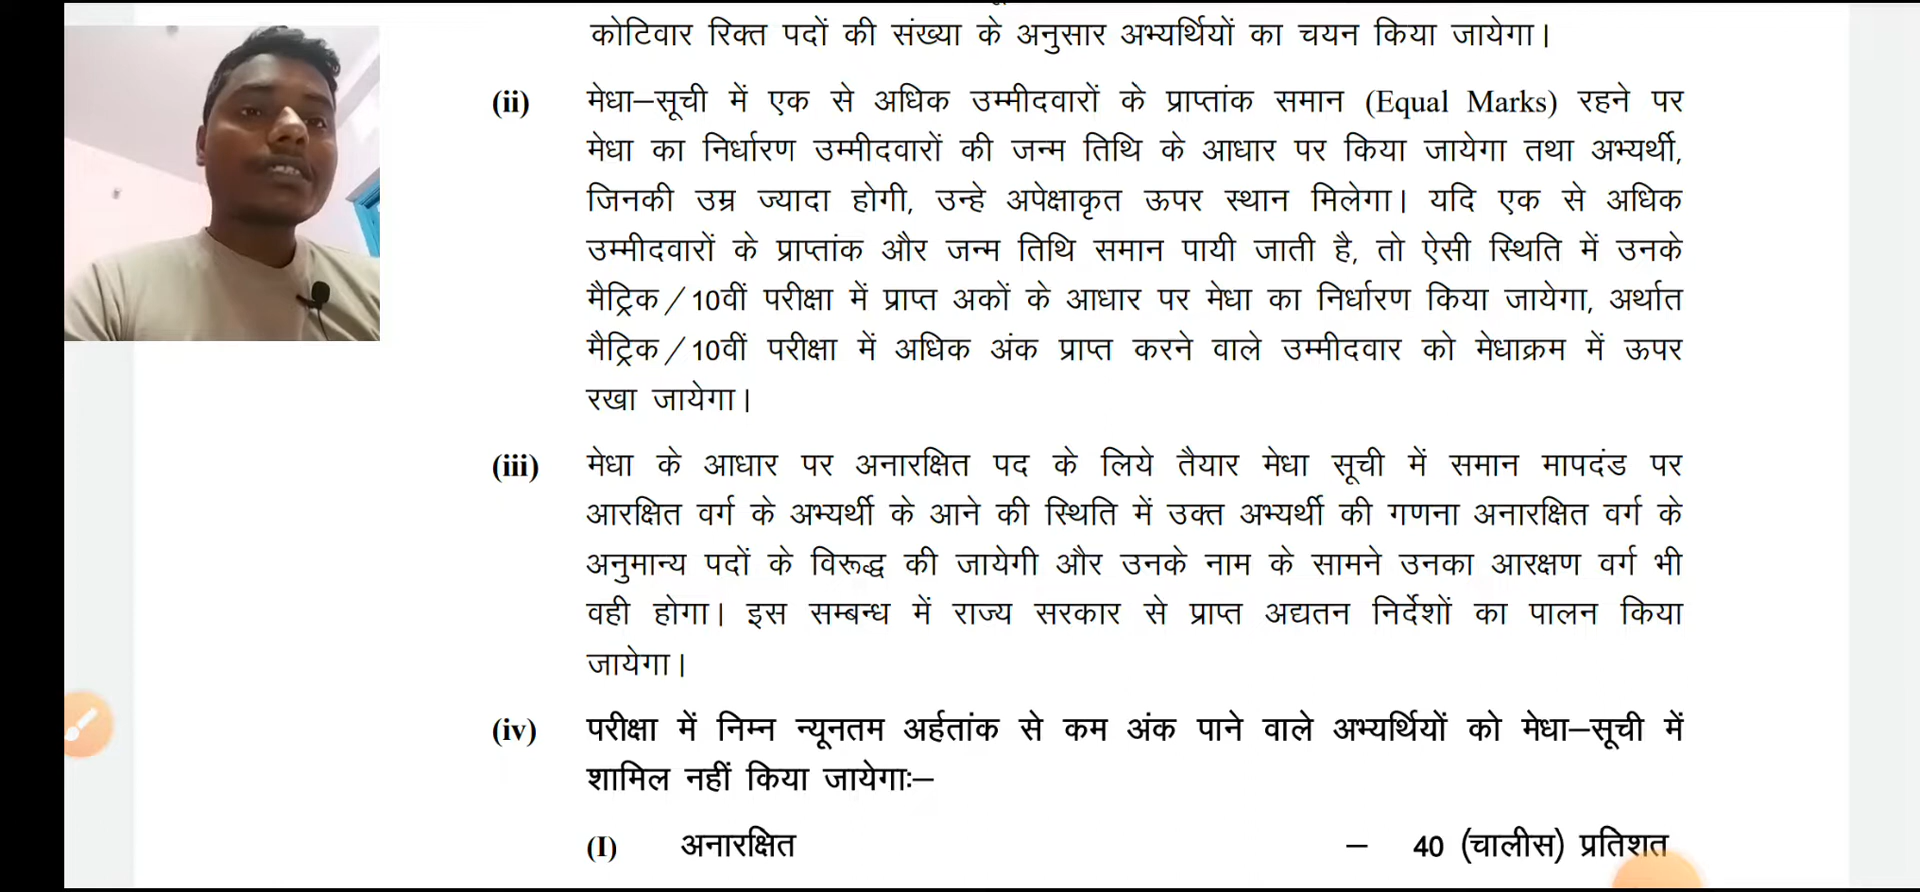 कोटिवार रिक्त पदों की संख्या के अनुसार अभ्यर्थियों का चयन किया जायेगा।
(ii) मेधा–सूची में एक से अधिक उम्मीदवारों के प्राप्तांक समान (Equal Marks) रहने पर
मेधा का निर्धारण उम्मीदवारों की जन्म तिथि के आधार पर किया जायेगा तथा अभ्यर्थी,
जिनकी उम्र ज्यादा होगी, उन्हे अपेक्षाकृत ऊपर स्थान मिलेगा। यदि एक से अधिक
उम्मीदवारों के प्राप्तांक और जन्म तिथि समान पायी जाती है, तो ऐसी स्थिति में उनके
मैट्रिक/10वीं परीक्षा में प्राप्त अकों के आधार पर मेधा का निर्धारण किया जायेगा, अर्थात
मैट्रिक/10वीं परीक्षा में अधिक अंक प्राप्त करने वाले उम्मीदवार को मेधाक्रम में ऊपर
रखा जायेगा।
(iii) मेधा के आधार पर अनारक्षित पद के लिये तैयार मेधा सूची में समान मापदंड पर
आरक्षित वर्ग के अभ्यर्थी के आने की स्थिति में उक्त अभ्यर्थी की गणना अनारक्षित वर्ग के
अनुमान्य पदों के विरूद्ध की जायेगी और उनके नाम के सामने उनका आरक्षण वर्ग भी
वही होगा। इस सम्बन्ध में राज्य सरकार से प्राप्त अद्यतन निर्देशों का पालन किया
जायेगा।
(iv) परीक्षा में निम्न न्यूनतम अर्हतांक से कम अंक पाने वाले अभ्यर्थियों को मेधा–सूची में
शामिल नहीं किया जायेगाः–
(I) अनारक्षित – 40 (चालीस) प्रतिशत